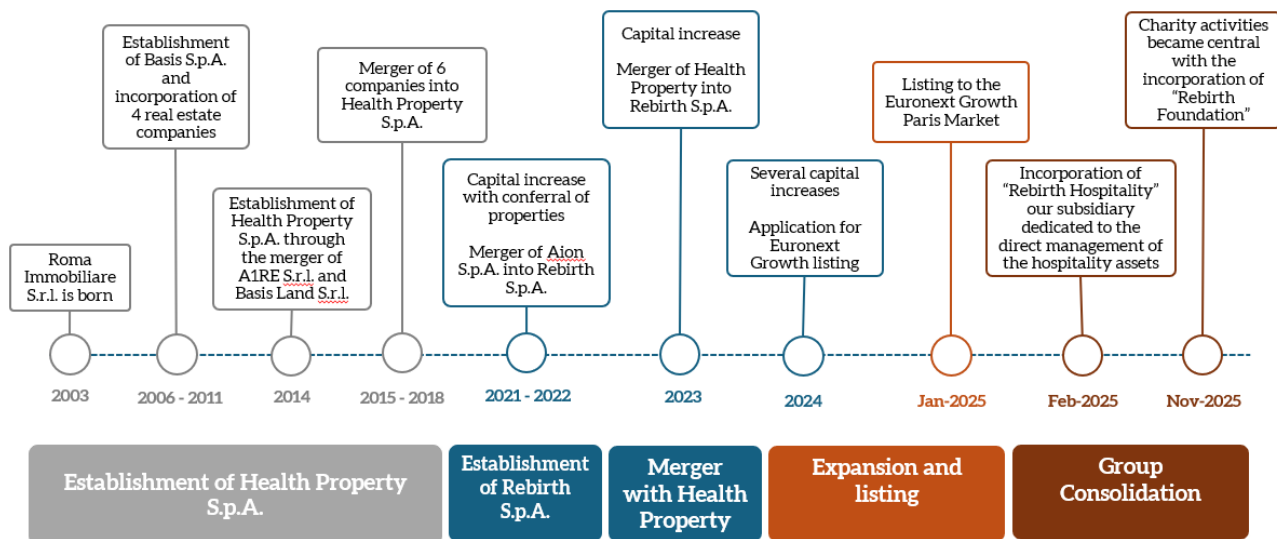 Establishment
of Basis S.p.A.
and
incorporation of
4 real estate
companies
Merger of 6
companies into
Health Property
S.p.A.
Capital increase
Merger of Health
Property into
Rebirth S.p.A.
Listing to the
Euronext Growth
Paris Market
Charity activities
became central
with the
incorporation of
“Rebirth
Foundation”
Roma
Immobiliare
S.r.l. is born
Establishment of
Health Property
S.p.A. through
the merger of
A1RE S.r.l. and
Basis Land S.r.l.
Capital increase
with conferral of
properties
Merger of Aion
S.p.A. into Rebirth
S.p.A.
Several capital
increases
Application for
Euronext
Growth listing
Incorporation of
“Rebirth Hospitality”
our subsidiary
dedicated to the
direct management of
the hospitality assets
2003
2006 - 2011
2014
2015 - 2018
2021 - 2022
2023
2024
Jan-2025
Feb-2025
Nov-2025
Establishment of Health Property
S.p.A.
Establishment
of Rebirth
S.p.A.
Merger
with Health
Property
Expansion and
listing
Group
Consolidation